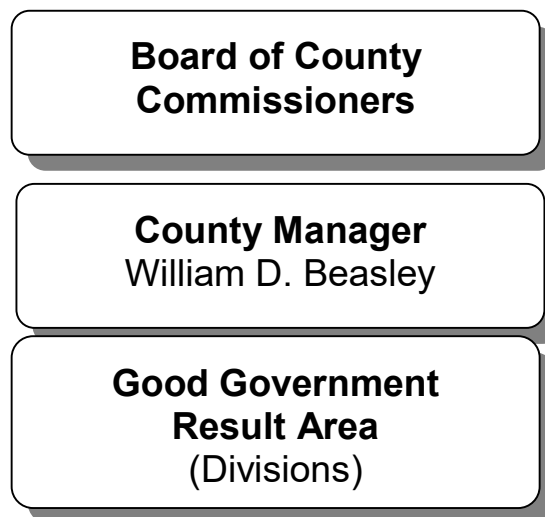 Board of County
Commissioners
County Manager
William D. Beasley
Good Government
Result Area
(Divisions)